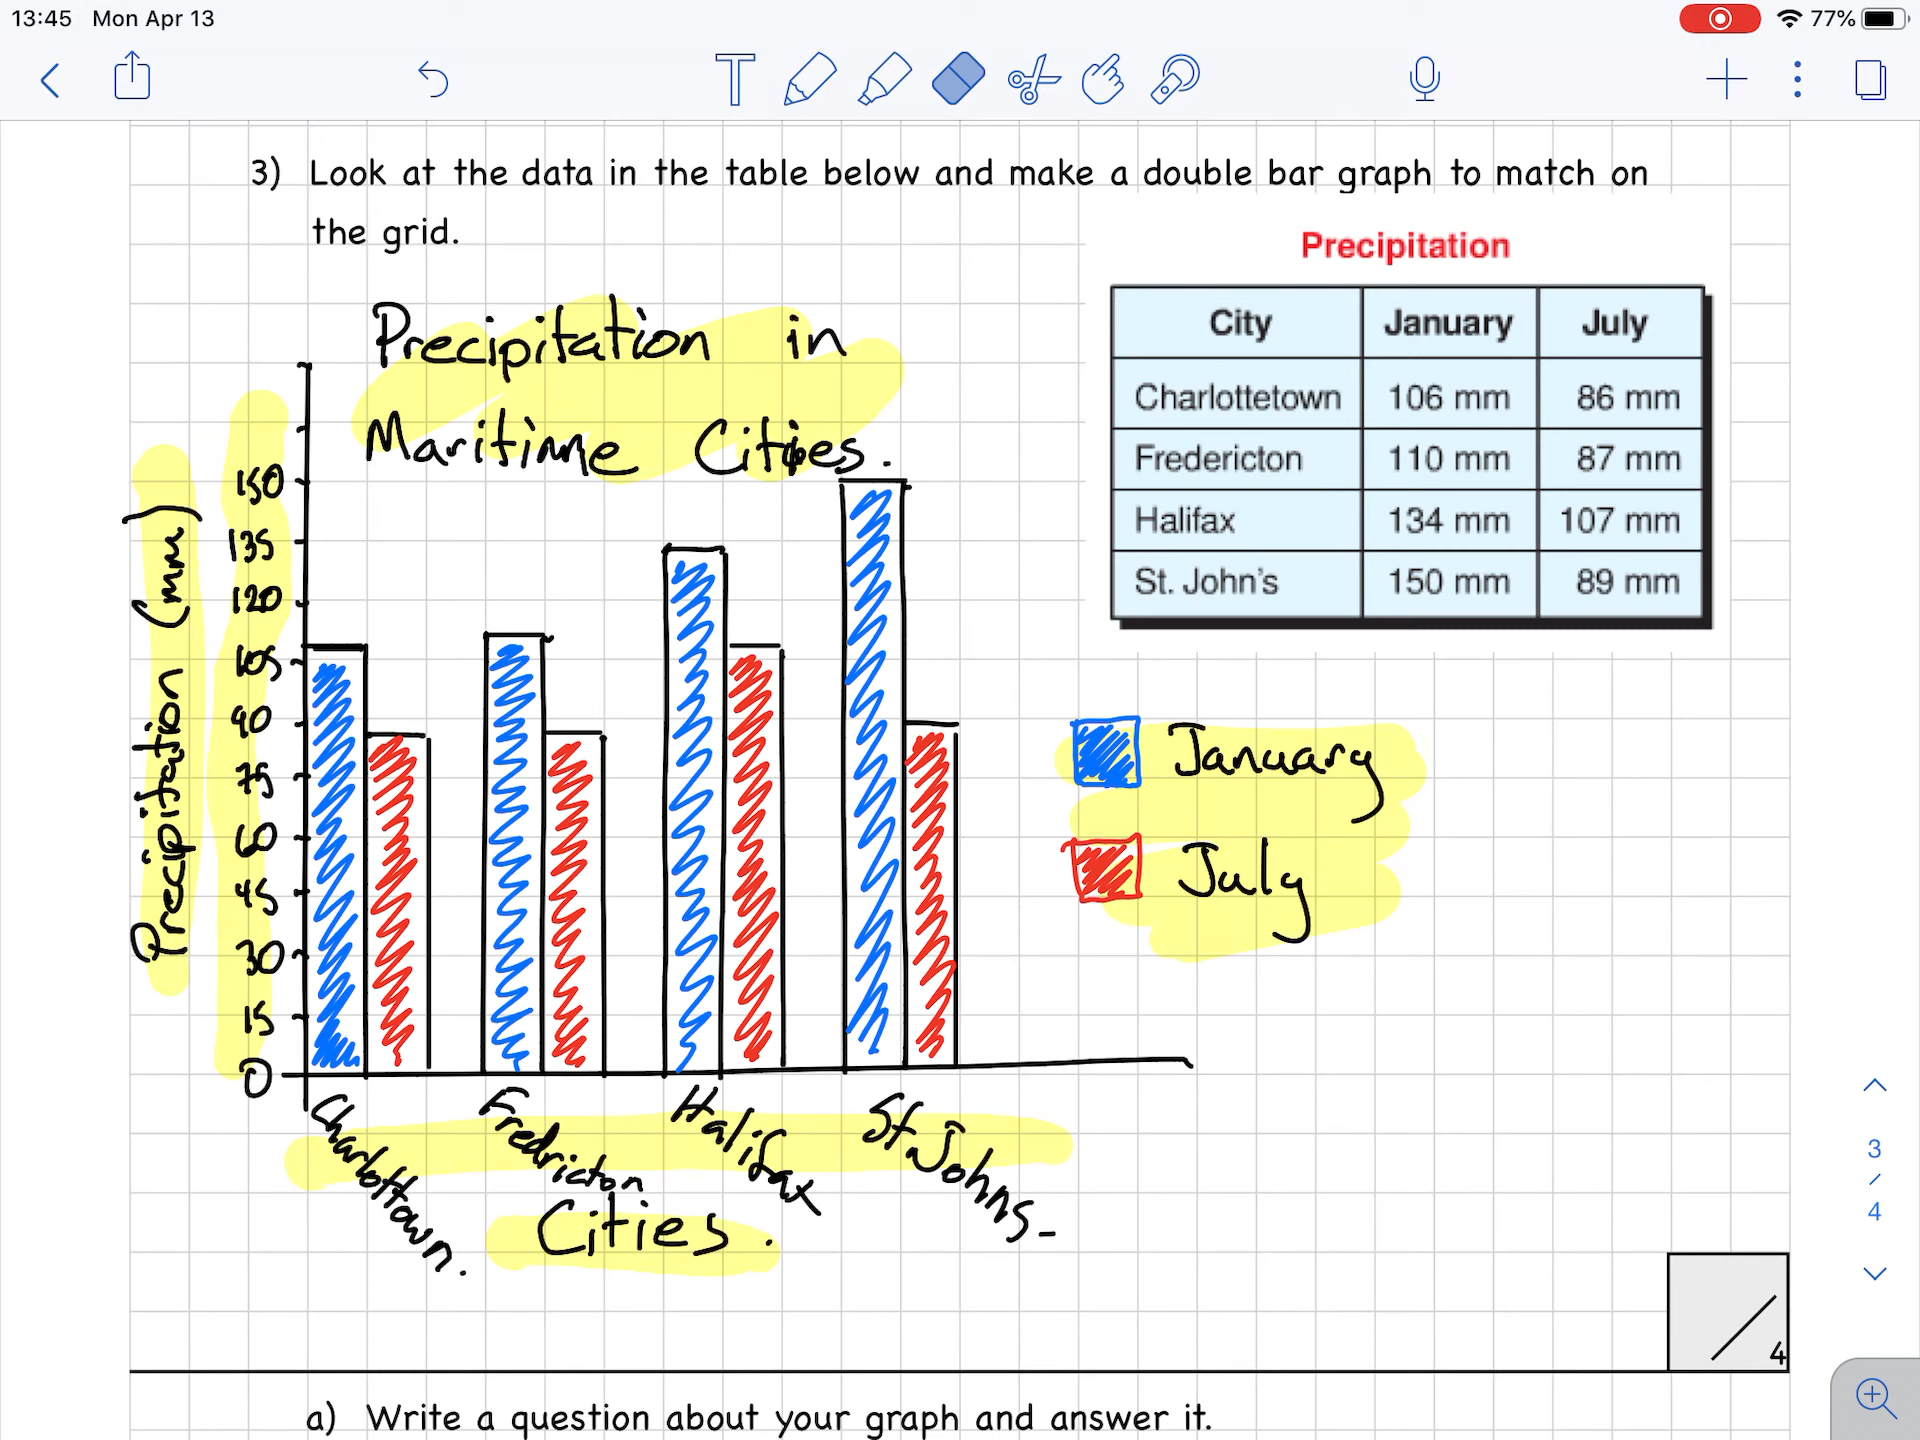 13:45 Mon Apr 13
77%
3) Look at the data in the table below and make a double bar graph to match on
the grid.
Precipitation
City January July
Charlottetown 106 mm 86 mm
Fredericton 110 mm 87 mm
Halifax 134 mm 107 mm
St. John's 150 mm 89 mm
Precipitation in
Maritime Cities.
Precipitation (mm)
150
135
120
105
90
75
60
45
30
15
0
January
July
Charlottown.
Fredricton
Halifax
St. Johns
Cities.
3
/
4
/4
a) Write a question about your graph and answer it.